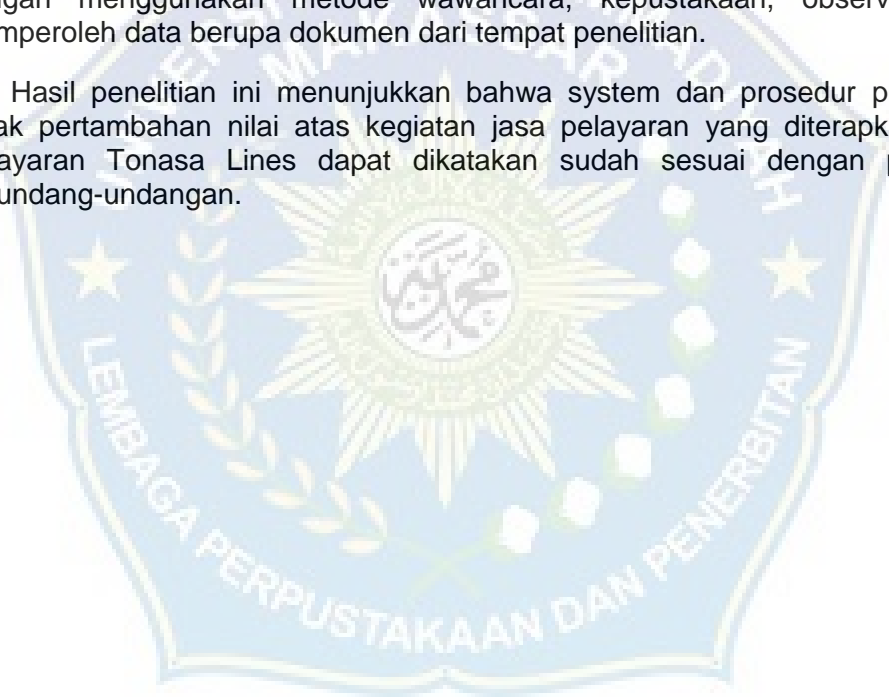 ngan menggunakan metode wawancara, kepustakaan, observ
mperoleh data berupa dokumen dari tempat penelitian.
Hasil penelitian ini menunjukkan bahwa system dan prosedur p
ak pertambahan nilai atas kegiatan jasa pelayaran yang diterapk
ayaran Tonasa Lines dapat dikatakan sudah sesuai dengan p
undang-undangan.
MAKASSAR
LEMBAGA PERPUSTAKAAN DAN PENERBITAN